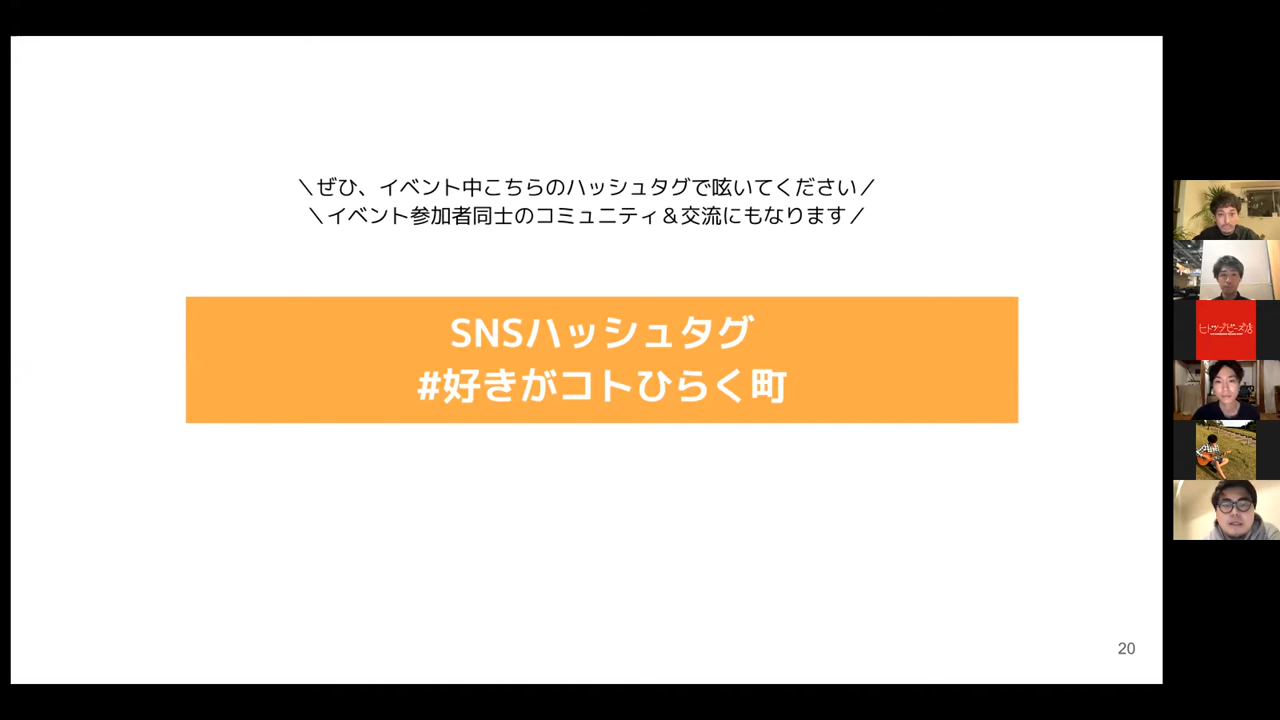 ＼ぜひ、イベント中こちらのハッシュタグで呟いてください／
＼イベント参加者同士のコミュニティ＆交流にもなります／
SNSハッシュタグ
#好きがコトひらく町
20